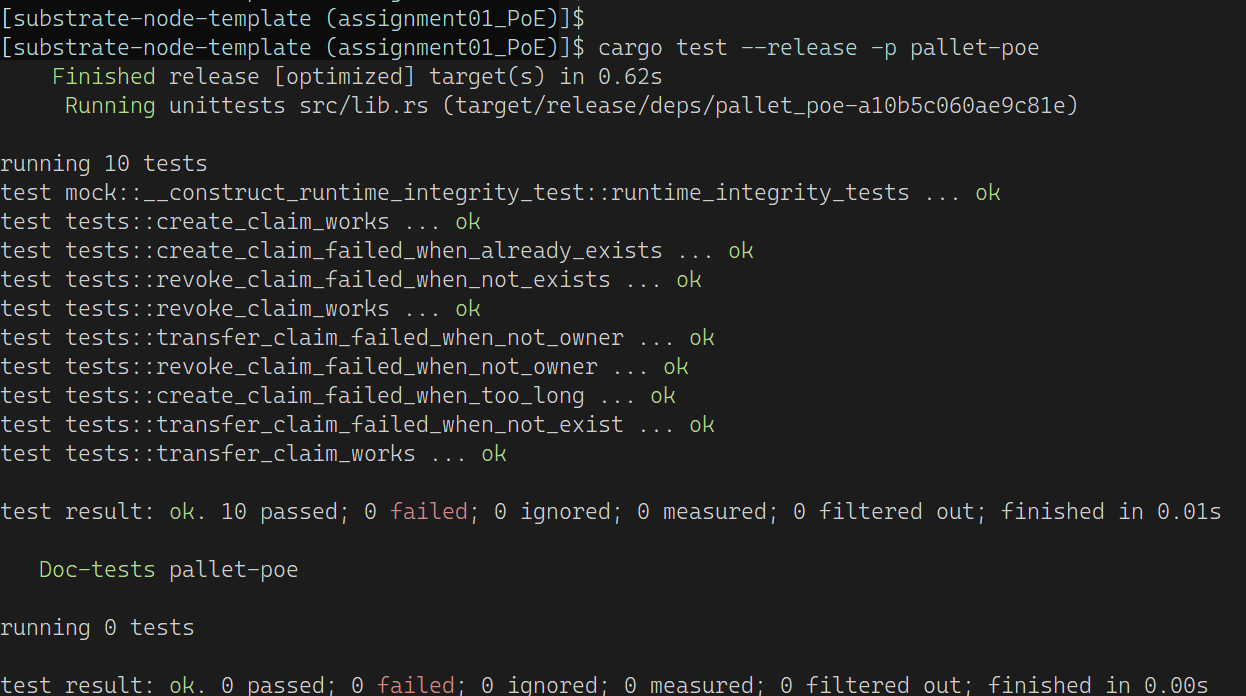 [substrate-node-template (assignment01_PoE)]$
[substrate-node-template (assignment01_PoE)]$ cargo test --release -p pallet-poe
    Finished release [optimized] target(s) in 0.62s
     Running unittests src/lib.rs (target/release/deps/pallet_poe-a10b5c060ae9c81e)

running 10 tests
test mock::__construct_runtime_integrity_test::runtime_integrity_tests ... ok
test tests::create_claim_works ... ok
test tests::create_claim_failed_when_already_exists ... ok
test tests::revoke_claim_failed_when_not_exists ... ok
test tests::revoke_claim_works ... ok
test tests::transfer_claim_failed_when_not_owner ... ok
test tests::revoke_claim_failed_when_not_owner ... ok
test tests::create_claim_failed_when_too_long ... ok
test tests::transfer_claim_failed_when_not_exist ... ok
test tests::transfer_claim_works ... ok

test result: ok. 10 passed; 0 failed; 0 ignored; 0 measured; 0 filtered out; finished in 0.01s

   Doc-tests pallet-poe

running 0 tests

test result: ok. 0 passed; 0 failed; 0 ignored; 0 measured; 0 filtered out; finished in 0.00s